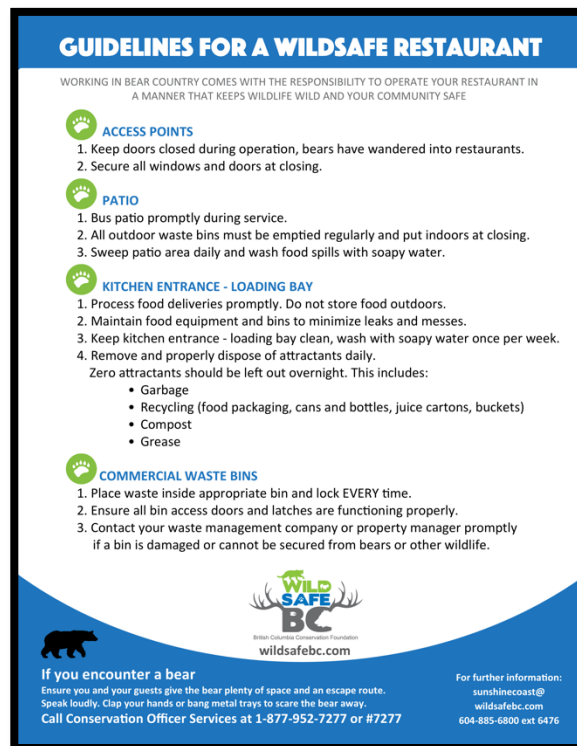 GUIDELINES FOR A WILDSAFE RESTAURANT
WORKING IN BEAR COUNTRY COMES WITH THE RESPONSIBILITY TO OPERATE YOUR RESTAURANT IN
A MANNER THAT KEEPS WILDLIFE WILD AND YOUR COMMUNITY SAFE
ACCESS POINTS
1. Keep doors closed during operation, bears have wandered into restaurants.
2. Secure all windows and doors at closing.
PATIO
1. Bus patio promptly during service.
2. All outdoor waste bins must be emptied regularly and put indoors at closing.
3. Sweep patio area daily and wash food spills with soapy water.
KITCHEN ENTRANCE - LOADING BAY
1. Process food deliveries promptly. Do not store food outdoors.
2. Maintain food equipment and bins to minimize leaks and messes.
3. Keep kitchen entrance - loading bay clean, wash with soapy water once per week.
4. Remove and properly dispose of attractants daily.
Zero attractants should be left out overnight. This includes:
• Garbage
• Recycling (food packaging, cans and bottles, juice cartons, buckets)
• Compost
• Grease
COMMERCIAL WASTE BINS
1. Place waste inside appropriate bin and lock EVERY time.
2. Ensure all bin access doors and latches are functioning properly.
3. Contact your waste management company or property manager promptly
if a bin is damaged or cannot be secured from bears or other wildlife.
WILD
SAFE
BC
British Columbia Conservation Foundation
wildsafebc.com
If you encounter a bear
Ensure you and your guests give the bear plenty of space and an escape route.
Speak loudly. Clap your hands or bang metal trays to scare the bear away.
Call Conservation Officer Services at 1-877-952-7277 or #7277
For further information:
sunshinecoast@
wildsafebc.com
604-885-6800 ext 6476